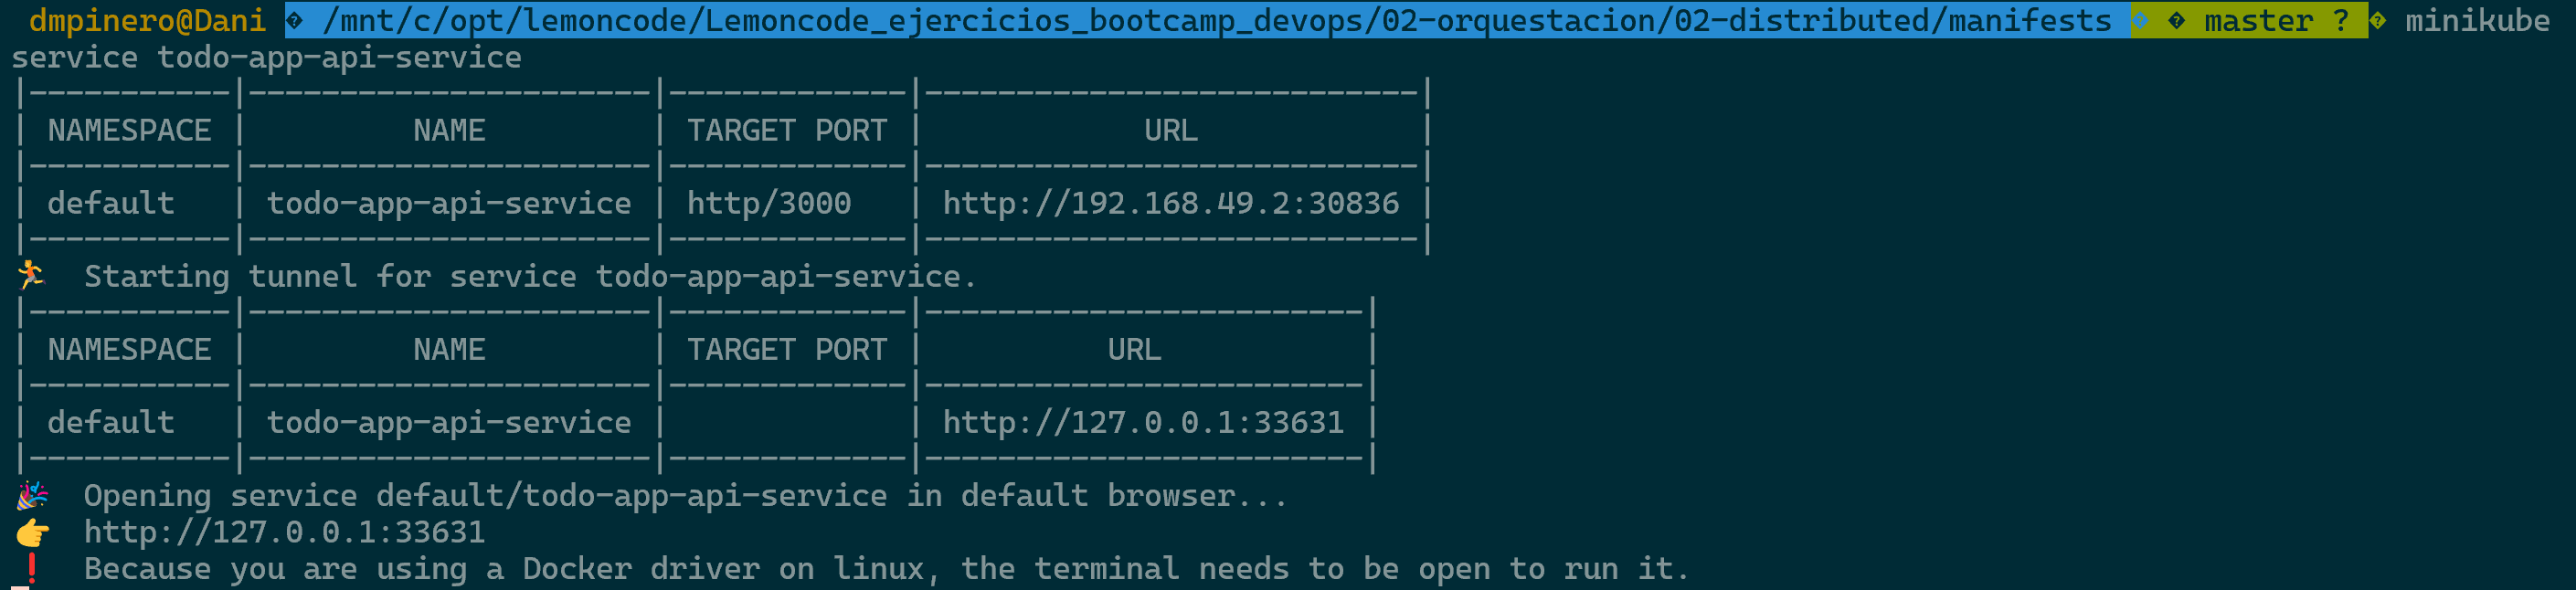 dmpinero@Dani � /mnt/c/opt/lemoncode/Lemoncode_ejercicios_bootcamp_devops/02-orquestacion/02-distributed/manifests � � master ? � minikube
service todo-app-api-service
|-----------|----------------------|-------------|---------------------------|
| NAMESPACE |         NAME         | TARGET PORT |            URL            |
|-----------|----------------------|-------------|---------------------------|
| default   | todo-app-api-service | http/3000   | http://192.168.49.2:30836 |
|-----------|----------------------|-------------|---------------------------|
🏃  Starting tunnel for service todo-app-api-service.
|-----------|----------------------|-------------|------------------------|
| NAMESPACE |         NAME         | TARGET PORT |          URL           |
|-----------|----------------------|-------------|------------------------|
| default   | todo-app-api-service |             | http://127.0.0.1:33631 |
|-----------|----------------------|-------------|------------------------|
🎉  Opening service default/todo-app-api-service in default browser...
👉  http://127.0.0.1:33631
❗  Because you are using a Docker driver on linux, the terminal needs to be open to run it.